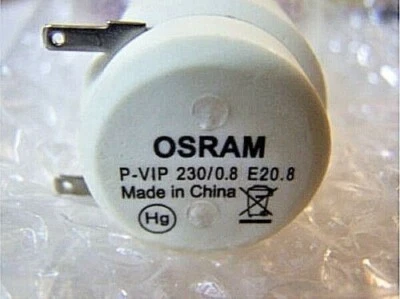 OSRAM
P-VIP 230/0.8 E20.8
Made in China
Hg